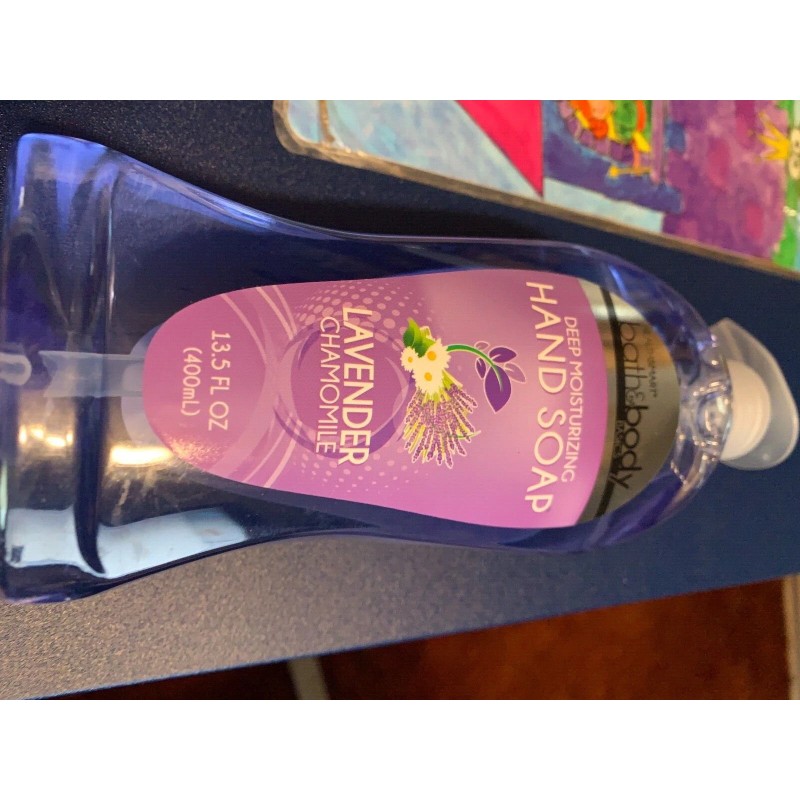 bath & body
DEEP MOISTURIZING
HAND SOAP
LAVENDER
CHAMOMILE
13.5 FL OZ
(400mL)